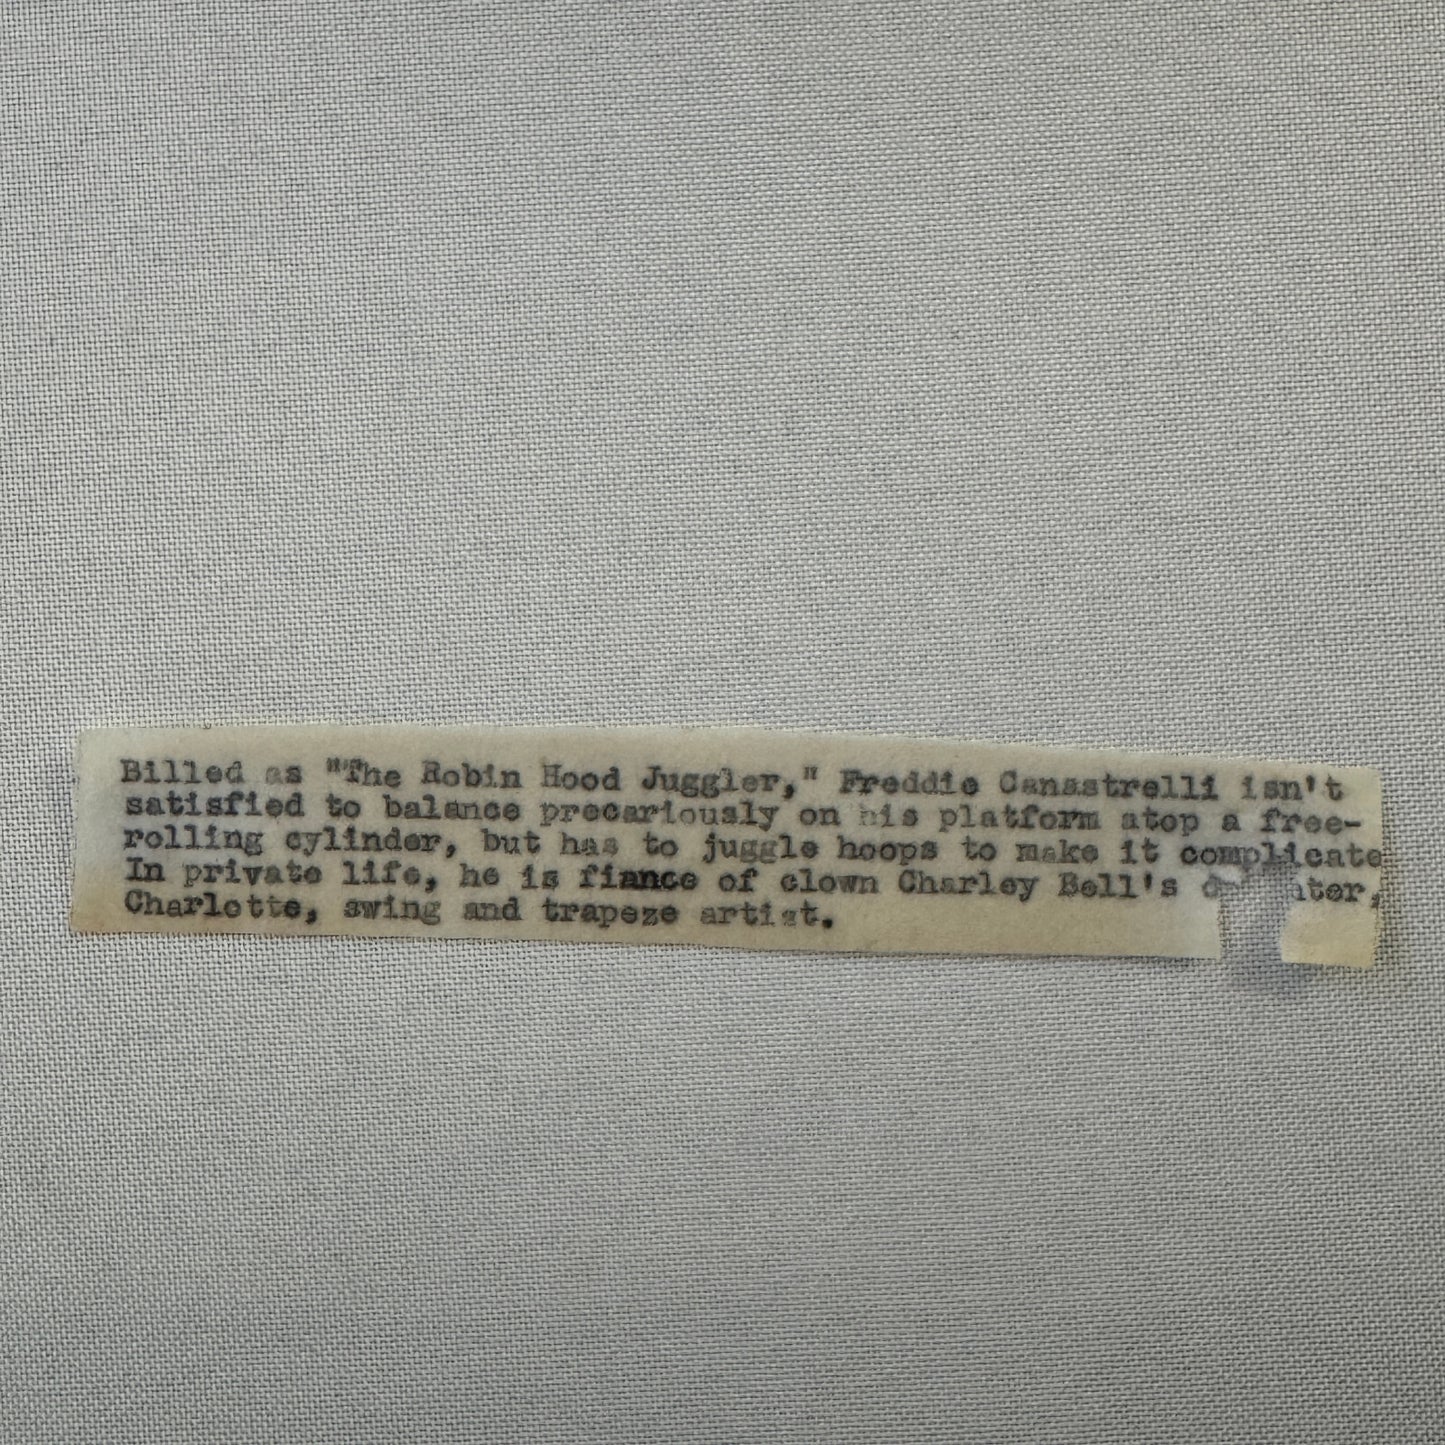 Billed as "The Robin Hood Juggler," Freddie Canastrelli isn't
satisfied to balance precariously on his platform atop a free-
rolling cylinder, but has to juggle hoops to make it complicate
In private life, he is fiance of clown Charley Bell's
Charlotte, swing and trapeze artist.